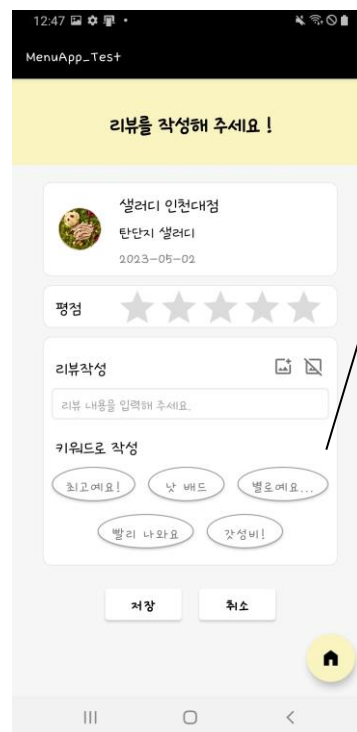 12:47
MenuApp_Test
리뷰를 작성해 주세요 !
샐러디 인천대점
탄단지 샐러디
2023-05-02
평점
리뷰작성
리뷰 내용을 입력해 주세요.
키워드로 작성
최고예요! 낫 배드 별로예요...
빨리 나와요 갓성비!
저장 취소